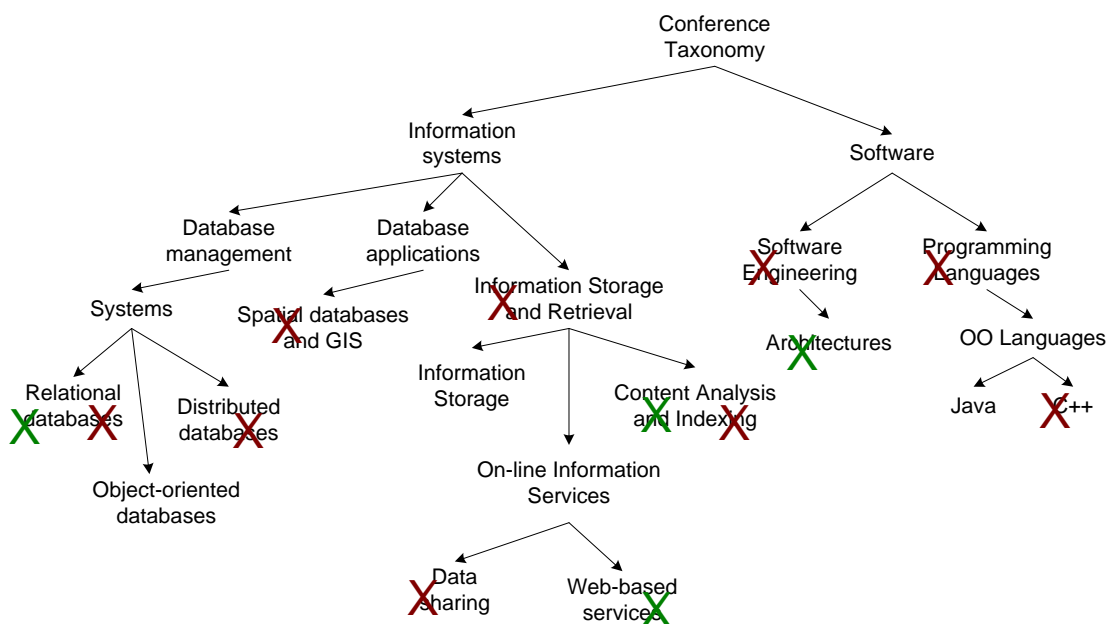 Conference
Taxonomy
Information
systems
Software
Database
management
Database
applications
Software
Engineering
Programming
Languages
Systems
Spatial databases
and GIS
Information Storage
and Retrieval
Architectures
OO Languages
Relational
databases
Distributed
databases
Information
Storage
Content Analysis
and Indexing
Java
C++
Object-oriented
databases
On-line Information
Services
Data
sharing
Web-based
services